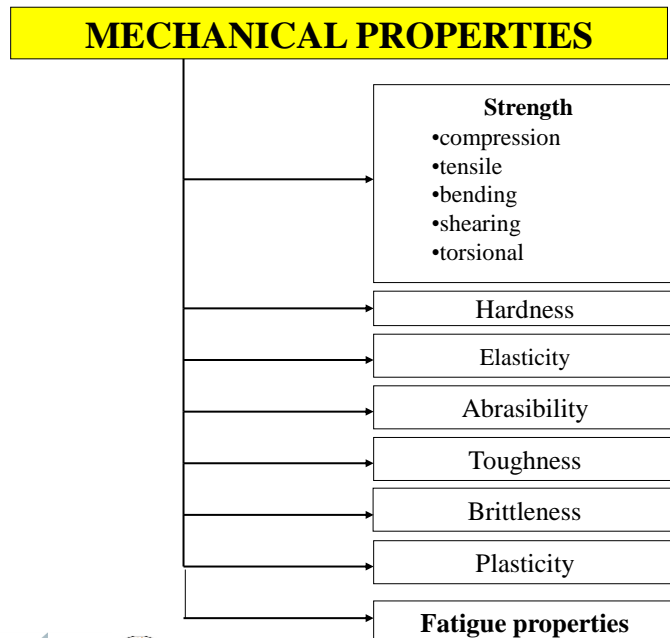 MECHANICAL PROPERTIES
Strength
•compression
•tensile
•bending
•shearing
•torsional
Hardness
Elasticity
Abrasibility
Toughness
Brittleness
Plasticity
Fatigue properties